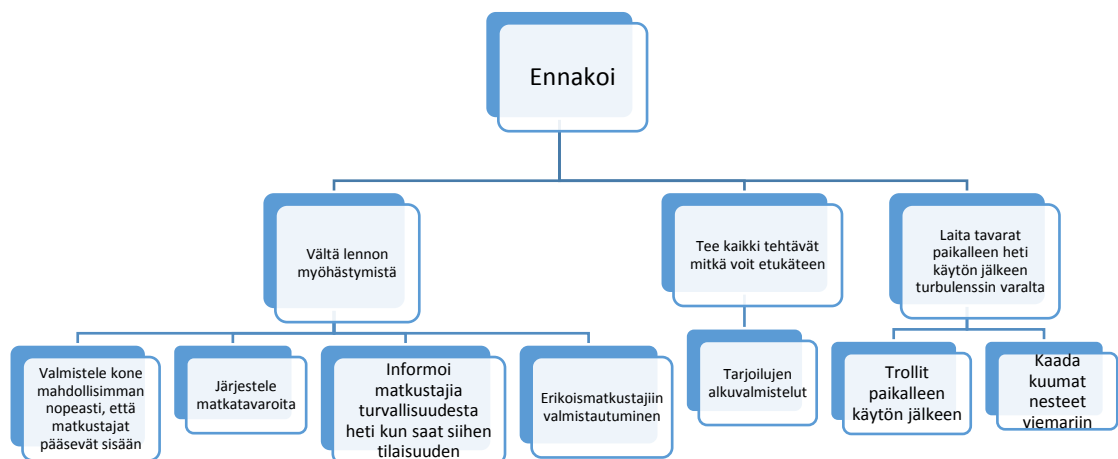 Ennakoi
Vältä lennon
myöhästymistä
Tee kaikki tehtävät
mitkä voit etukäteen
Laita tavarat
paikalleen heti
käytön jälkeen
turbulenssin varalta
Valmistele kone
mahdollisimman
nopeasti, että
matkustajat
pääsevät sisään
Järjestele
matkatavaroita
Informoi
matkustajia
turvallisuudesta
heti kun saat siihen
tilaisuuden
Erikoismatkustajiin
valmistautuminen
Tarjoilujen
alkuvalmistelut
Trollit
paikalleen
käytön jälkeen
Kaada
kuumat
nesteet
viemariin